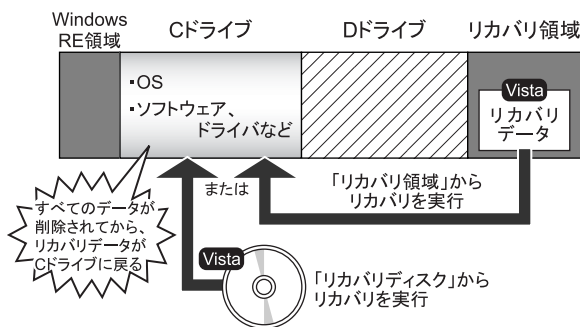 Windows
RE領域
Cドライブ
Dドライブ
リカバリ領域
・OS
・ソフトウェア、
ドライバなど
Vista
リカバリ
データ
または
「リカバリ領域」から
リカバリを実行
すべてのデータが
削除されてから、
リカバリデータが
Cドライブに戻る
Vista
「リカバリディスク」から
リカバリを実行